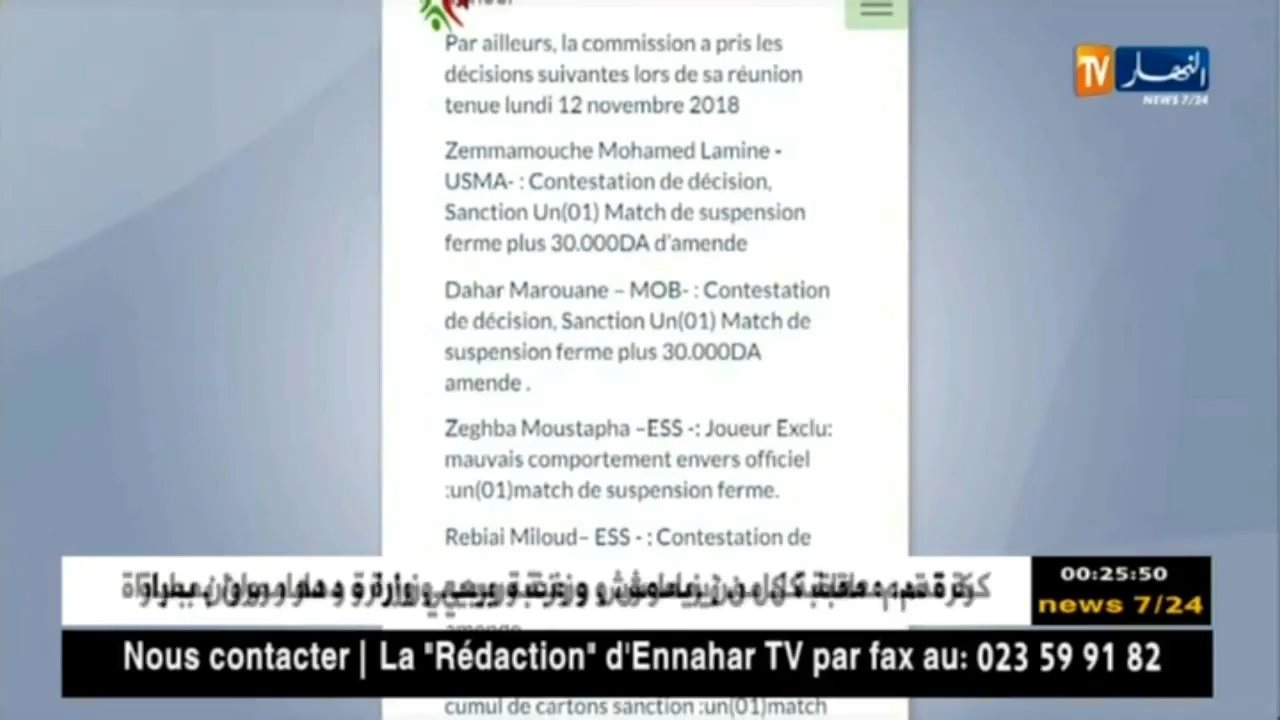 Par ailleurs, la commission a pris les
décisions suivantes lors de sa réunion
tenue lundi 12 novembre 2018
Zemmamouche Mohamed Lamine -
USMA- : Contestation de décision,
Sanction Un(01) Match de suspension
ferme plus 30.000DA d'amende
Dahar Marouane – MOB- : Contestation
de décision, Sanction Un(01) Match de
suspension ferme plus 30.000DA
amende .
Zeghba Moustapha –ESS -: Joueur Exclu:
mauvais comportement envers officiel
:un(01)match de suspension ferme.
Rebiai Miloud– ESS - : Contestation de
amende
cumul de cartons sanction :un(01)match
TV النهار
NEWS 7/24
00:25:50
news 7/24
Nous contacter | La "Rédaction" d'Ennahar TV par fax au: 023 59 91 82